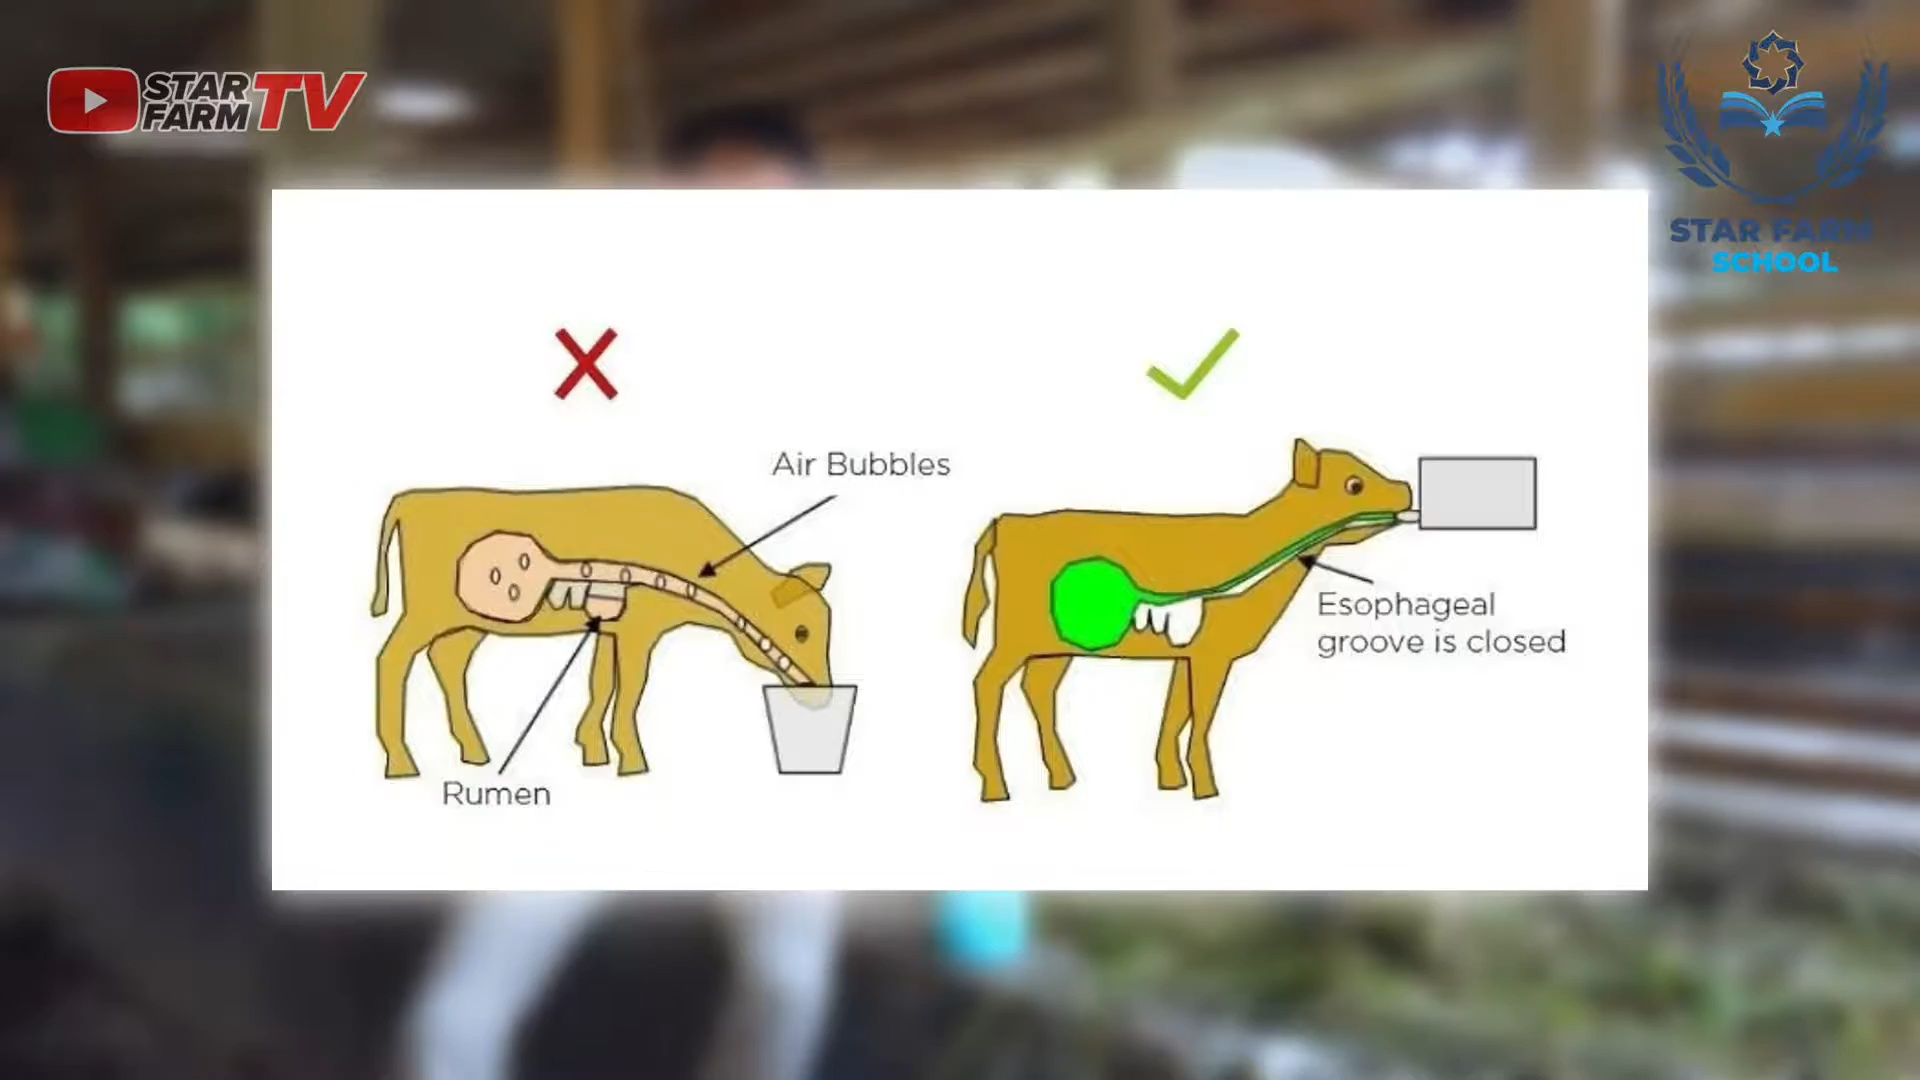 STAR
FARM TV
STAR FARM
SCHOOL
Air Bubbles
Esophageal
groove is closed
Rumen